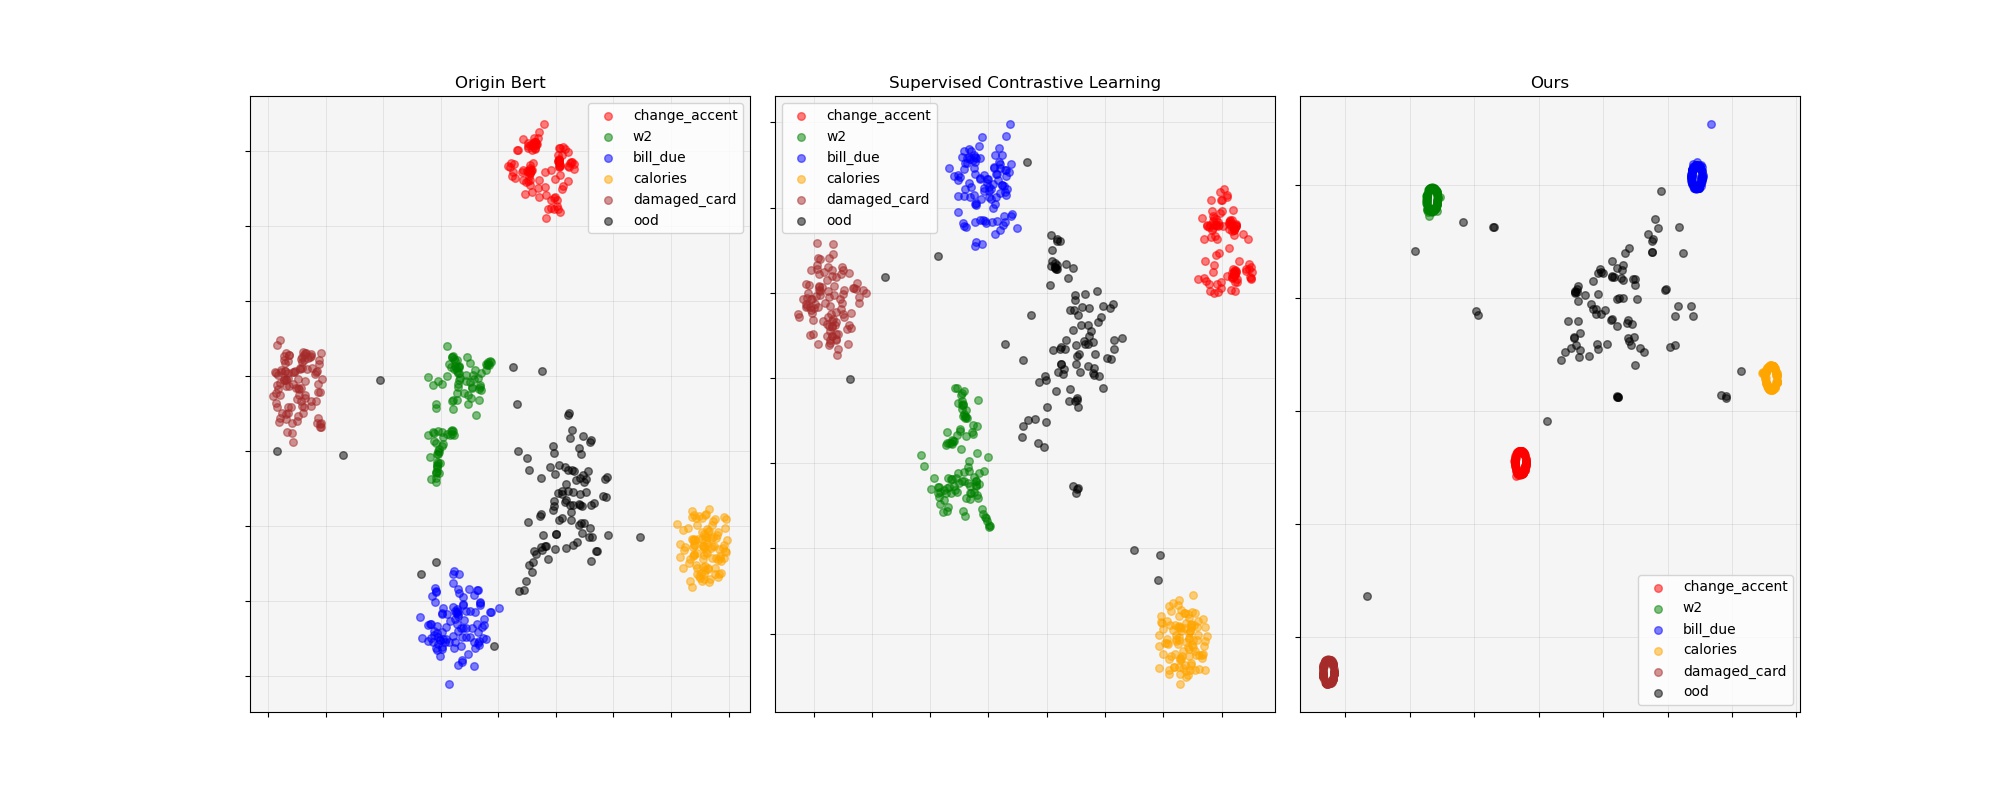 Origin Bert
change_accent
w2
bill_due
calories
damaged_card
ood
Supervised Contrastive Learning
change_accent
w2
bill_due
calories
damaged_card
ood
Ours
change_accent
w2
bill_due
calories
damaged_card
ood